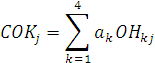 COK_j = \sum_{k=1}^{4} a_k OH_{kj}